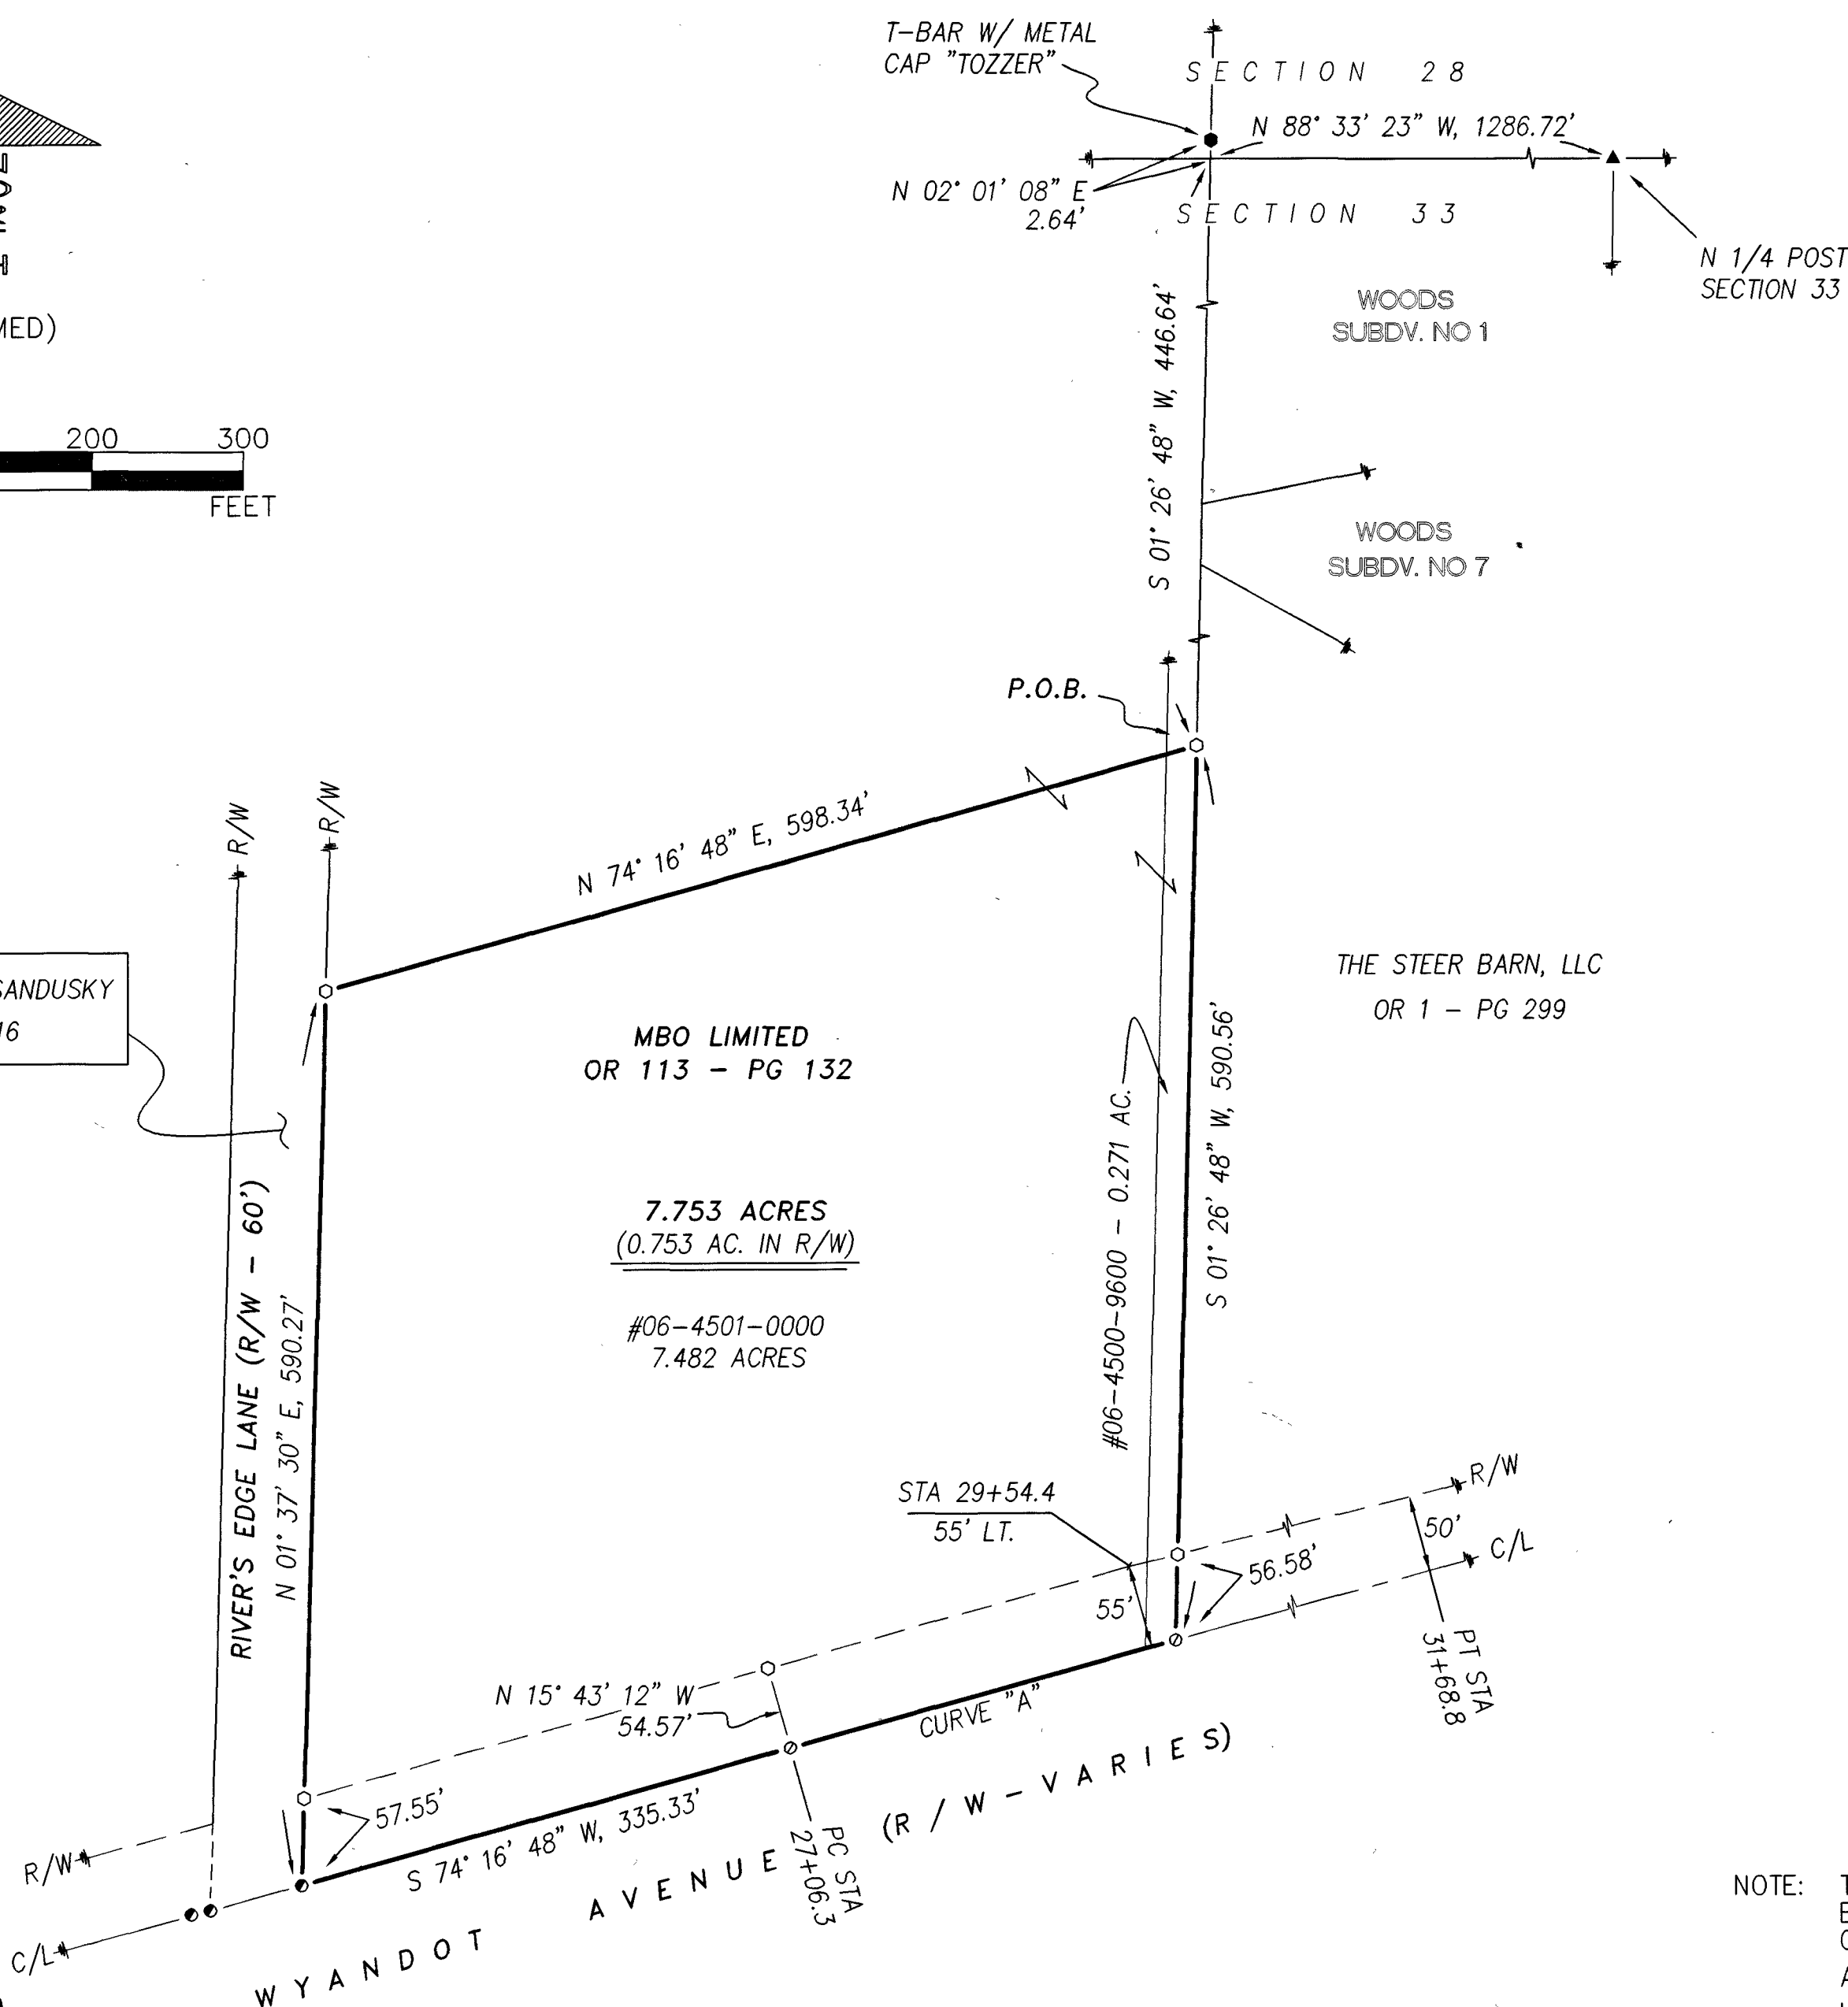 T-BAR W/ METAL
CAP "TOZZER"
SECTION 28
N 88° 33' 23" W, 1286.72'
N 02° 01' 08" E
2.64'
SECTION 33
N 1/4 POST
SECTION 33
MED)
200 300
FEET
WOODS
SUBDV. NO 1
S 01° 26' 48" W, 446.64'
WOODS
SUBDV. NO 7
P.O.B.
R/W
R/W
N 74° 16' 48" E, 598.34'
SANDUSKY
16
THE STEER BARN, LLC
OR 1 - PG 299
MBO LIMITED
OR 113 - PG 132
7.753 ACRES
(0.753 AC. IN R/W)
#06-4501-0000
7.482 ACRES
#06-4500-9600 - 0.271 AC.
S 01° 26' 48" W, 590.56'
RIVER'S EDGE LANE (R/W - 60')
N 01° 37' 30" E, 590.27'
STA 29+54.4
55' LT.
R/W
50'
C/L
56.58'
55'
PT STA
31+68.8
N 15° 43' 12" W
54.57'
CURVE "A"
57.55'
S 74° 16' 48" W, 335.33'
PC STA
27+06.3
R/W
C/L
WYANDOT AVENUE (R/W-VARIES)
NOTE: